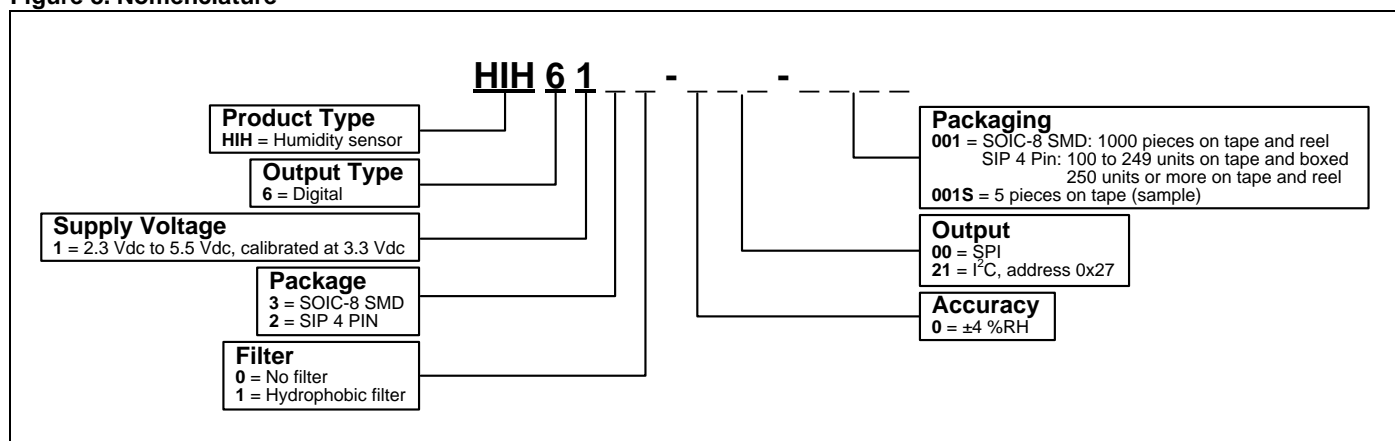 HIH 6 1 _ _ - _ _ _ - _ _ _ _
Product Type
HIH = Humidity sensor
Output Type
6 = Digital
Supply Voltage
1 = 2.3 Vdc to 5.5 Vdc, calibrated at 3.3 Vdc
Package
3 = SOIC-8 SMD
2 = SIP 4 PIN
Filter
0 = No filter
1 = Hydrophobic filter
Packaging
001 = SOIC-8 SMD: 1000 pieces on tape and reel
SIP 4 Pin: 100 to 249 units on tape and boxed
250 units or more on tape and reel
001S = 5 pieces on tape (sample)
Output
00 = SPI
21 = I²C, address 0x27
Accuracy
0 = ±4 %RH